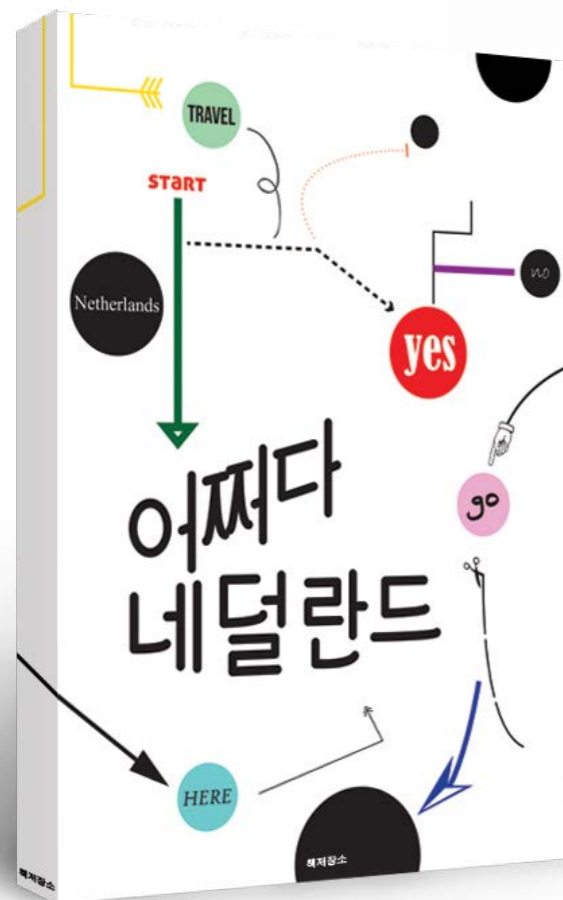 TRAVEL
START
Netherlands
no
yes
go
어쩌다
네덜란드
HERE
책저장소
책저장소